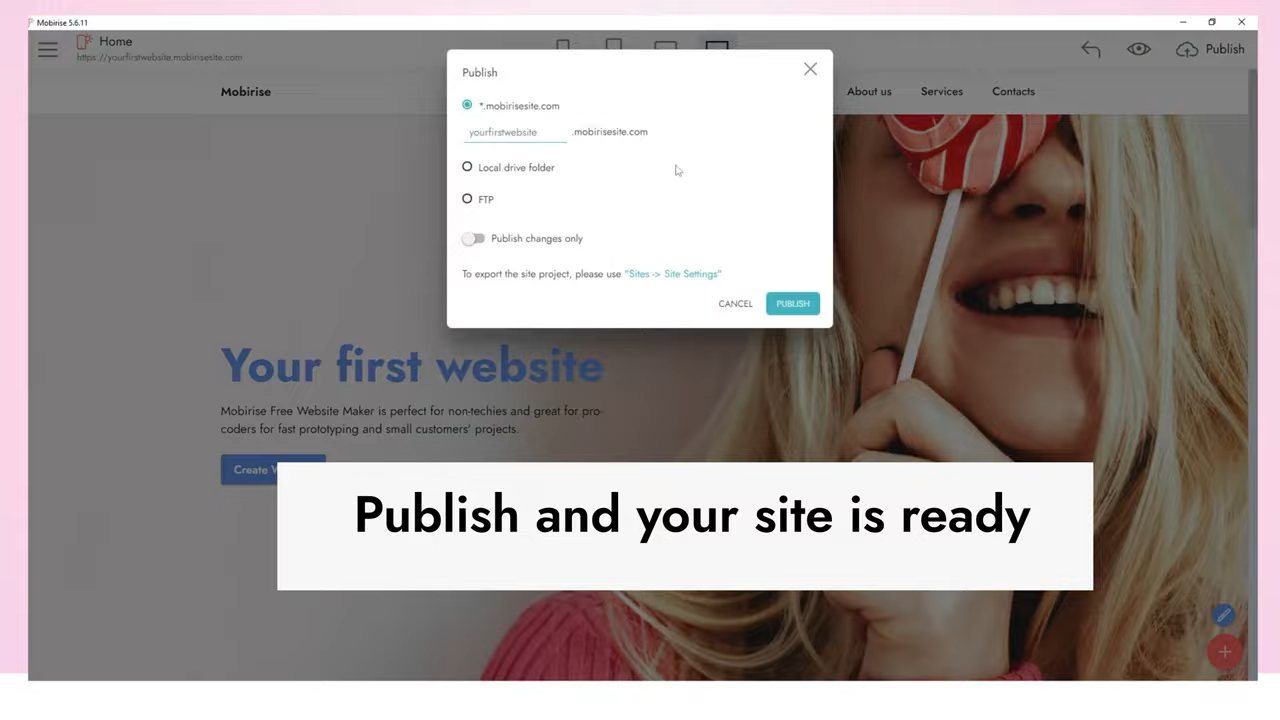 Mobirise 5.6.11
Home
https://yourfirstwebsite.mobirisesite.com
Publish
Mobirise
About us
Services
Contacts
Publish
*.mobirisesite.com
yourfirstwebsite .mobirisesite.com
Local drive folder
FTP
Publish changes only
To export the site project, please use "Sites -> Site Settings"
CANCEL
PUBLISH
Your first website
Mobirise Free Website Maker is perfect for non-techies and great for pro-
coders for fast prototyping and small customers' projects.
Create
Publish and your site is ready